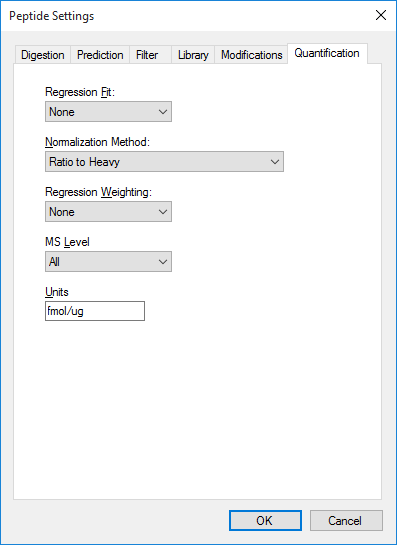 Peptide Settings
Digestion Prediction Filter Library Modifications Quantification
Regression Fit:
None
Normalization Method:
Ratio to Heavy
Regression Weighting:
None
MS Level
All
Units
fmol/ug
OK Cancel